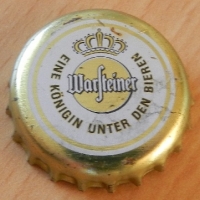 Warſteiner
EINE KÖNIGIN UNTER DEN BIEREN